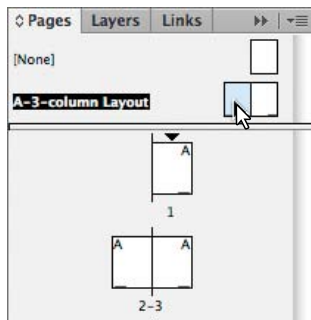 Pages Layers Links
[None]
A-3-column Layout
A
1
A A
2-3